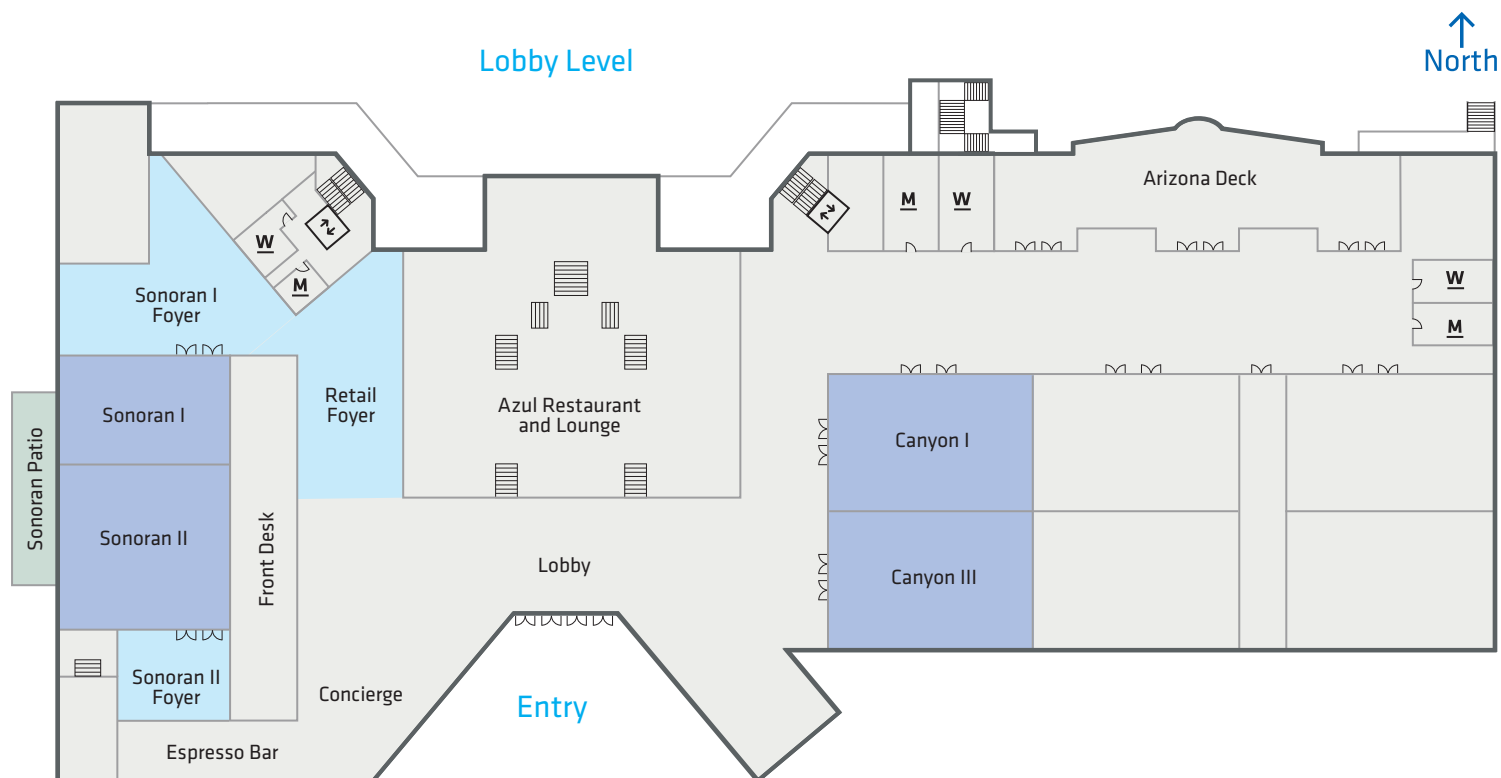 North
Lobby Level
Arizona Deck
M
W
W
M
W
M
Sonoran I
Foyer
Retail
Foyer
Azul Restaurant
and Lounge
Sonoran I
Canyon I
Sonoran Patio
Sonoran II
Front Desk
Lobby
Canyon III
Sonoran II
Foyer
Concierge
Entry
Espresso Bar